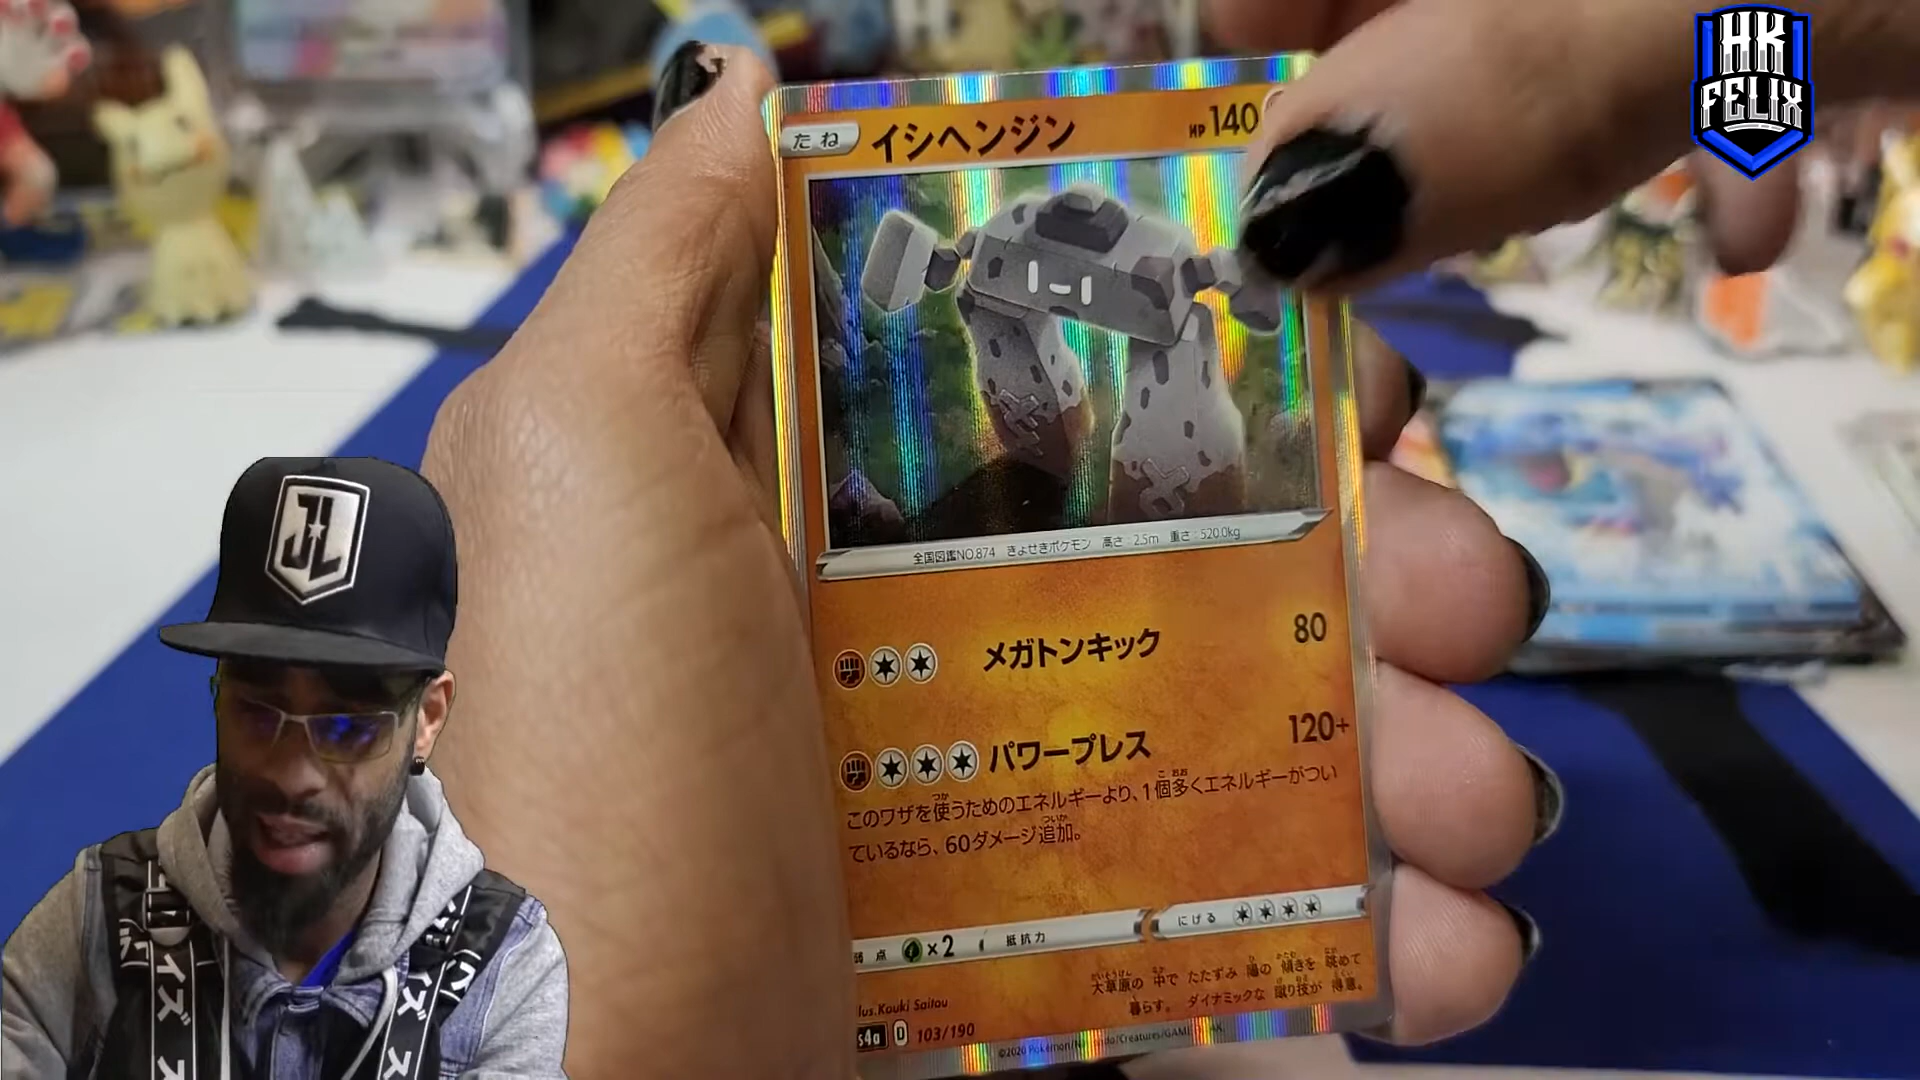 HK
FELIX
たね イシヘンジン HP 140
全国図鑑NO.874 きょせきポケモン 高さ:2.5m 重さ:520.0kg
メガトンキック 80
パワープレス 120+
このワザを使うためのエネルギーより、1個多くエネルギーがつい
ているなら、60ダメージ追加。
弱点 ×2 抵抗力 にげる
大草原の 中で たたずみ 陽の 傾きを 眺めて
暮らす。 ダイナミックな 蹴り技が 得意。
lus.Kouki Saitou
s4a D 103/190
©2020 Pokémon/Nintendo/Creatures/GAME
JL